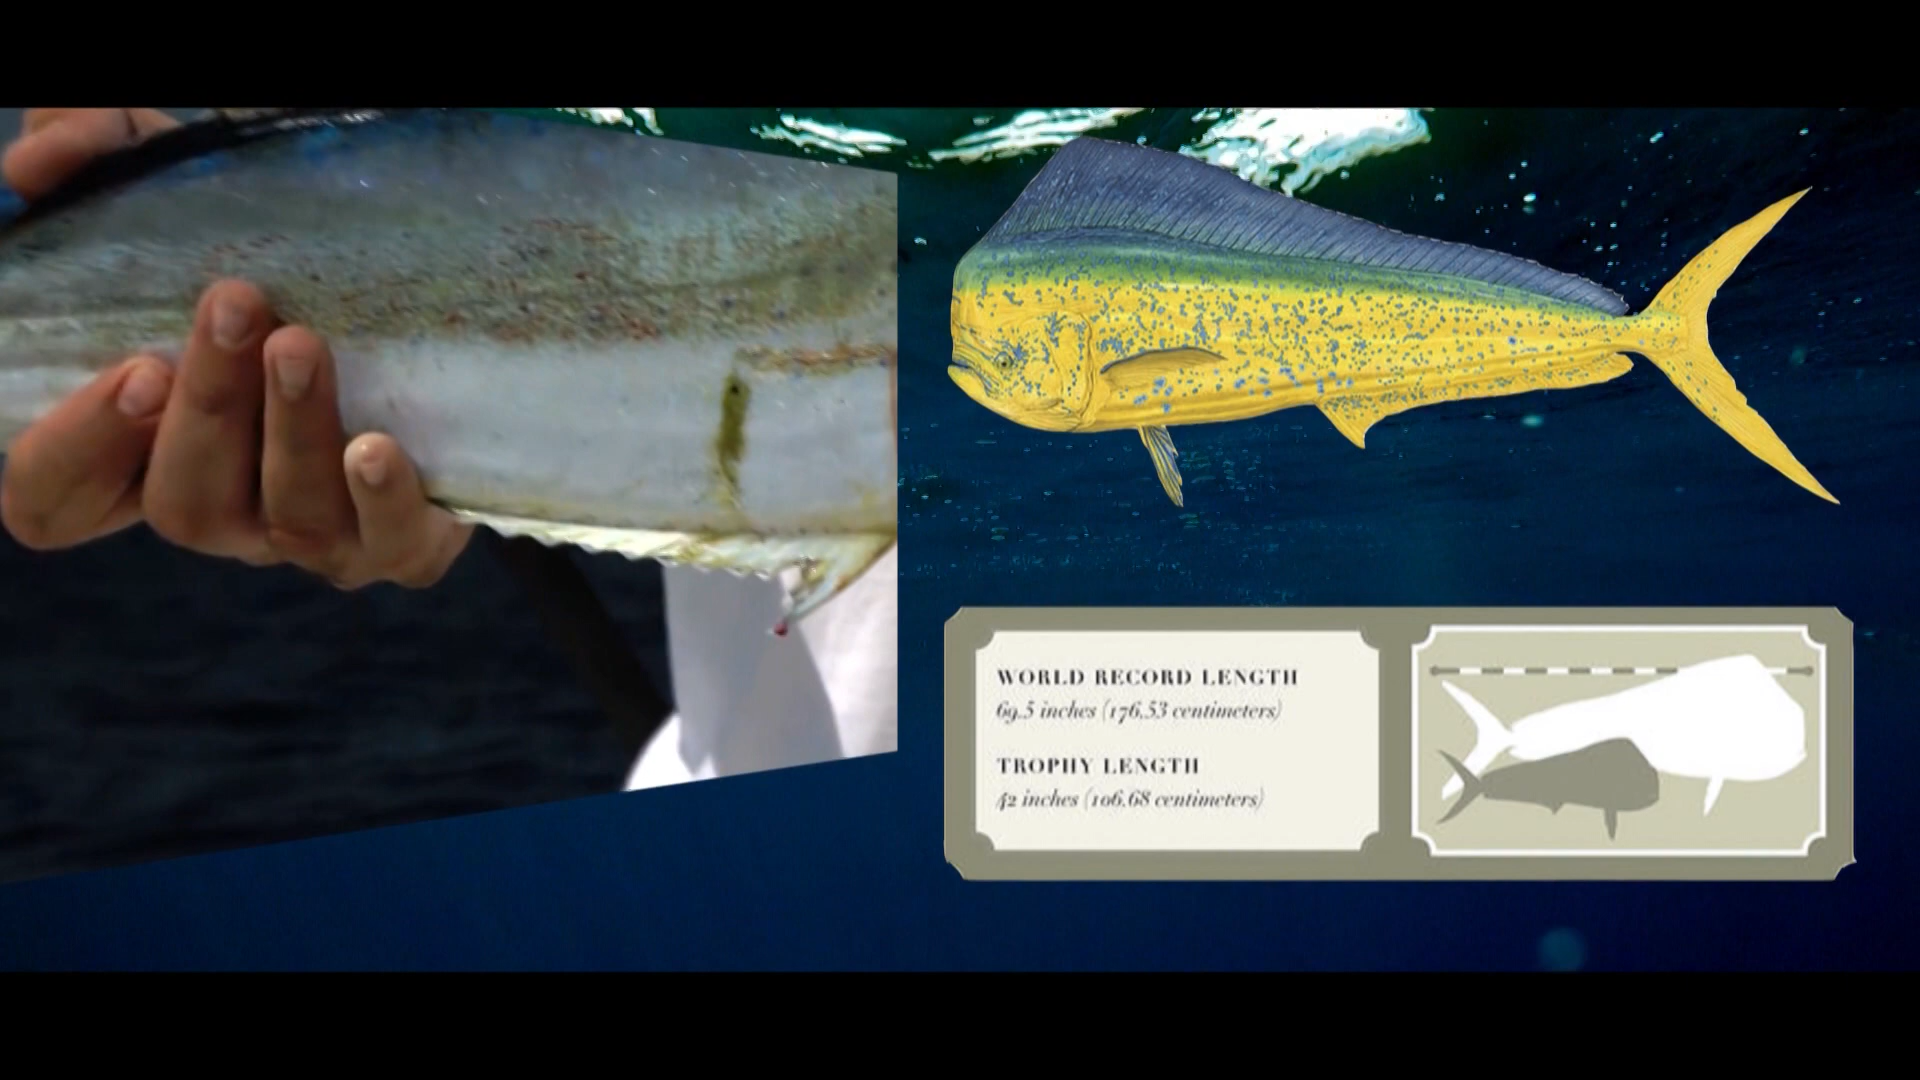 WORLD RECORD LENGTH
69.5 inches (176.53 centimeters)
TROPHY LENGTH
42 inches (106.68 centimeters)